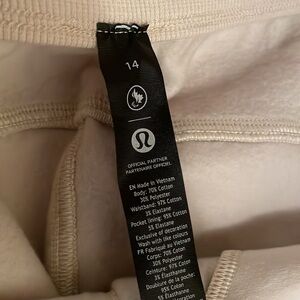 14
OFFICIAL PARTNER
PARTENAIRE OFFICIEL
EN Made in Vietnam
Body: 70% Cotton
30% Polyester
Waistband: 97% Cotton
3% Elastane
Pocket lining: 95% Cotton
5% Elastane
Exclusive of decoration
Wash with like colours
FR Fabriqué au Vietnam
Corps: 70% Coton
30% Polyester
Ceinture: 97% Coton
3% Élasthanne
Doublure de la poche:
95% Coton
5% Élasthanne